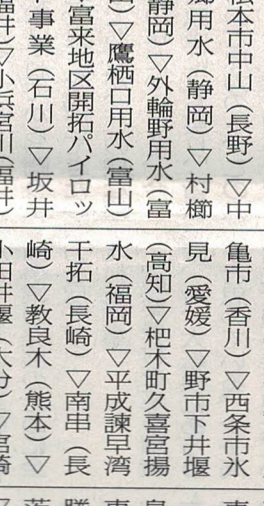 松本市中山（長野）▽中
郷用水（静岡）▽村櫛
静岡）▽外輪野用水（富
山）▽鷹栖口用水（富山）
富来地区開拓パイロッ
ト事業（石川）▽坂井
福井）▽小浜宮川（福井）
亀市（香川）▽西条市氷
見（愛媛）▽野市下井堰
（高知）▽杷木町久喜宮揚
水（福岡）▽平成諫早湾
干拓（長崎）▽南串（長
崎）▽教良木（熊本）▽
小田井堰（大分）▽宮崎